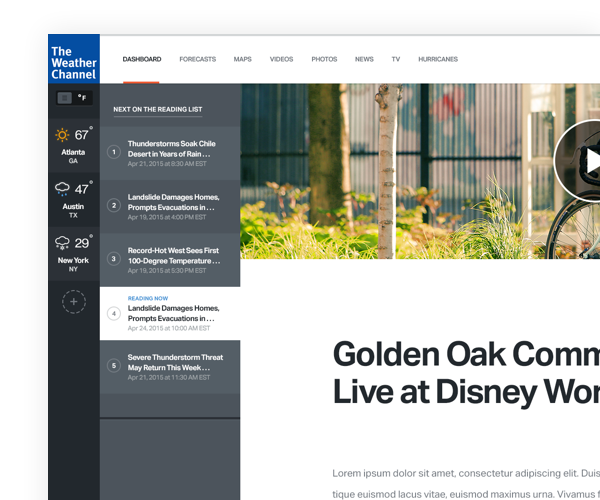 The
Weather
Channel
DASHBOARD FORECASTS MAPS VIDEOS PHOTOS NEWS TV HURRICANES
°F
NEXT ON THE READING LIST
67°
Atlanta
GA
47°
Austin
TX
29°
New York
NY
+
1
Thunderstorms Soak Chile
Desert in Years of Rain . . .
Apr 21, 2015 at 8:30 AM EST
2
Landslide Damages Homes,
Prompts Evacuations in . . .
Apr 19, 2015 at 4:00 PM EST
3
Record-Hot West Sees First
100-Degree Temperature . . .
Apr 19, 2015 at 5:30 PM EST
READING NOW
4
Landslide Damages Homes,
Prompts Evacuations in . . .
Apr 24, 2015 at 10:00 AM EST
5
Severe Thunderstorm Threat
May Return This Week . . .
Apr 21, 2015 at 11:30 AM EST
Golden Oak Comm
Live at Disney Wor
Lorem ipsum dolor sit amet, consectetur adipiscing elit. Duis
tique euismod lacus vitae, euismod maximus urna. Vivamus f